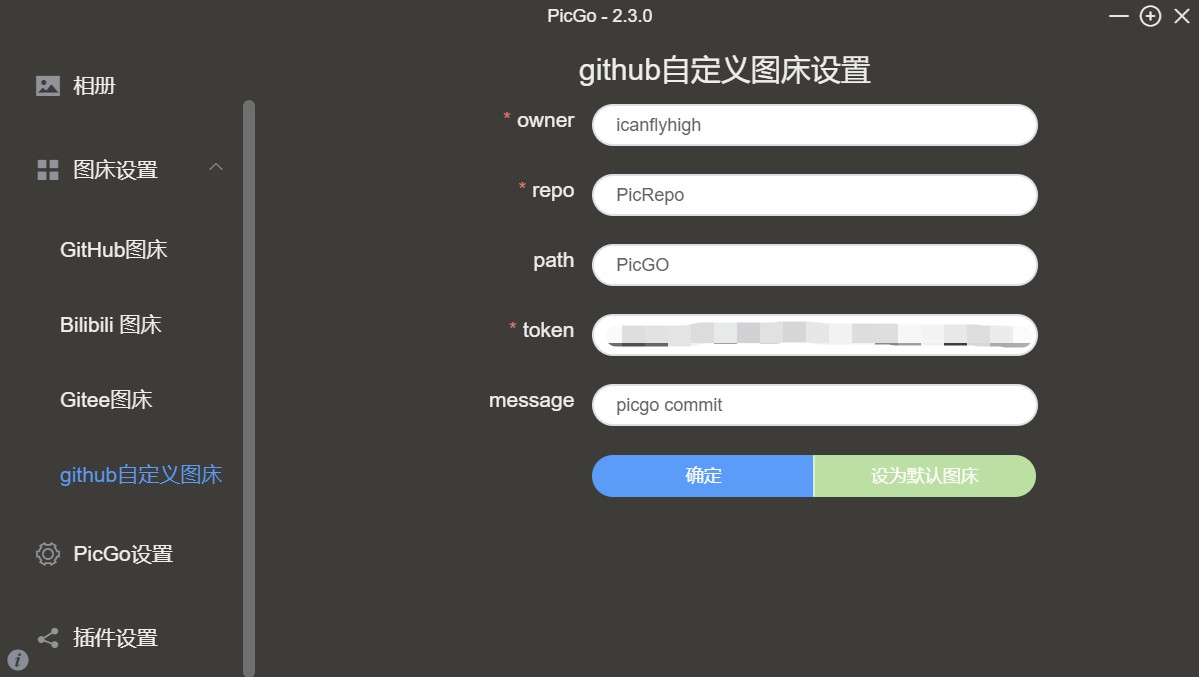 PicGo - 2.3.0
相册
图床设置
GitHub图床
Bilibili 图床
Gitee图床
github自定义图床
PicGo设置
插件设置
github自定义图床设置
* owner
icanflyhigh
* repo
PicRepo
path
PicGO
* token
message
picgo commit
确定
设为默认图床